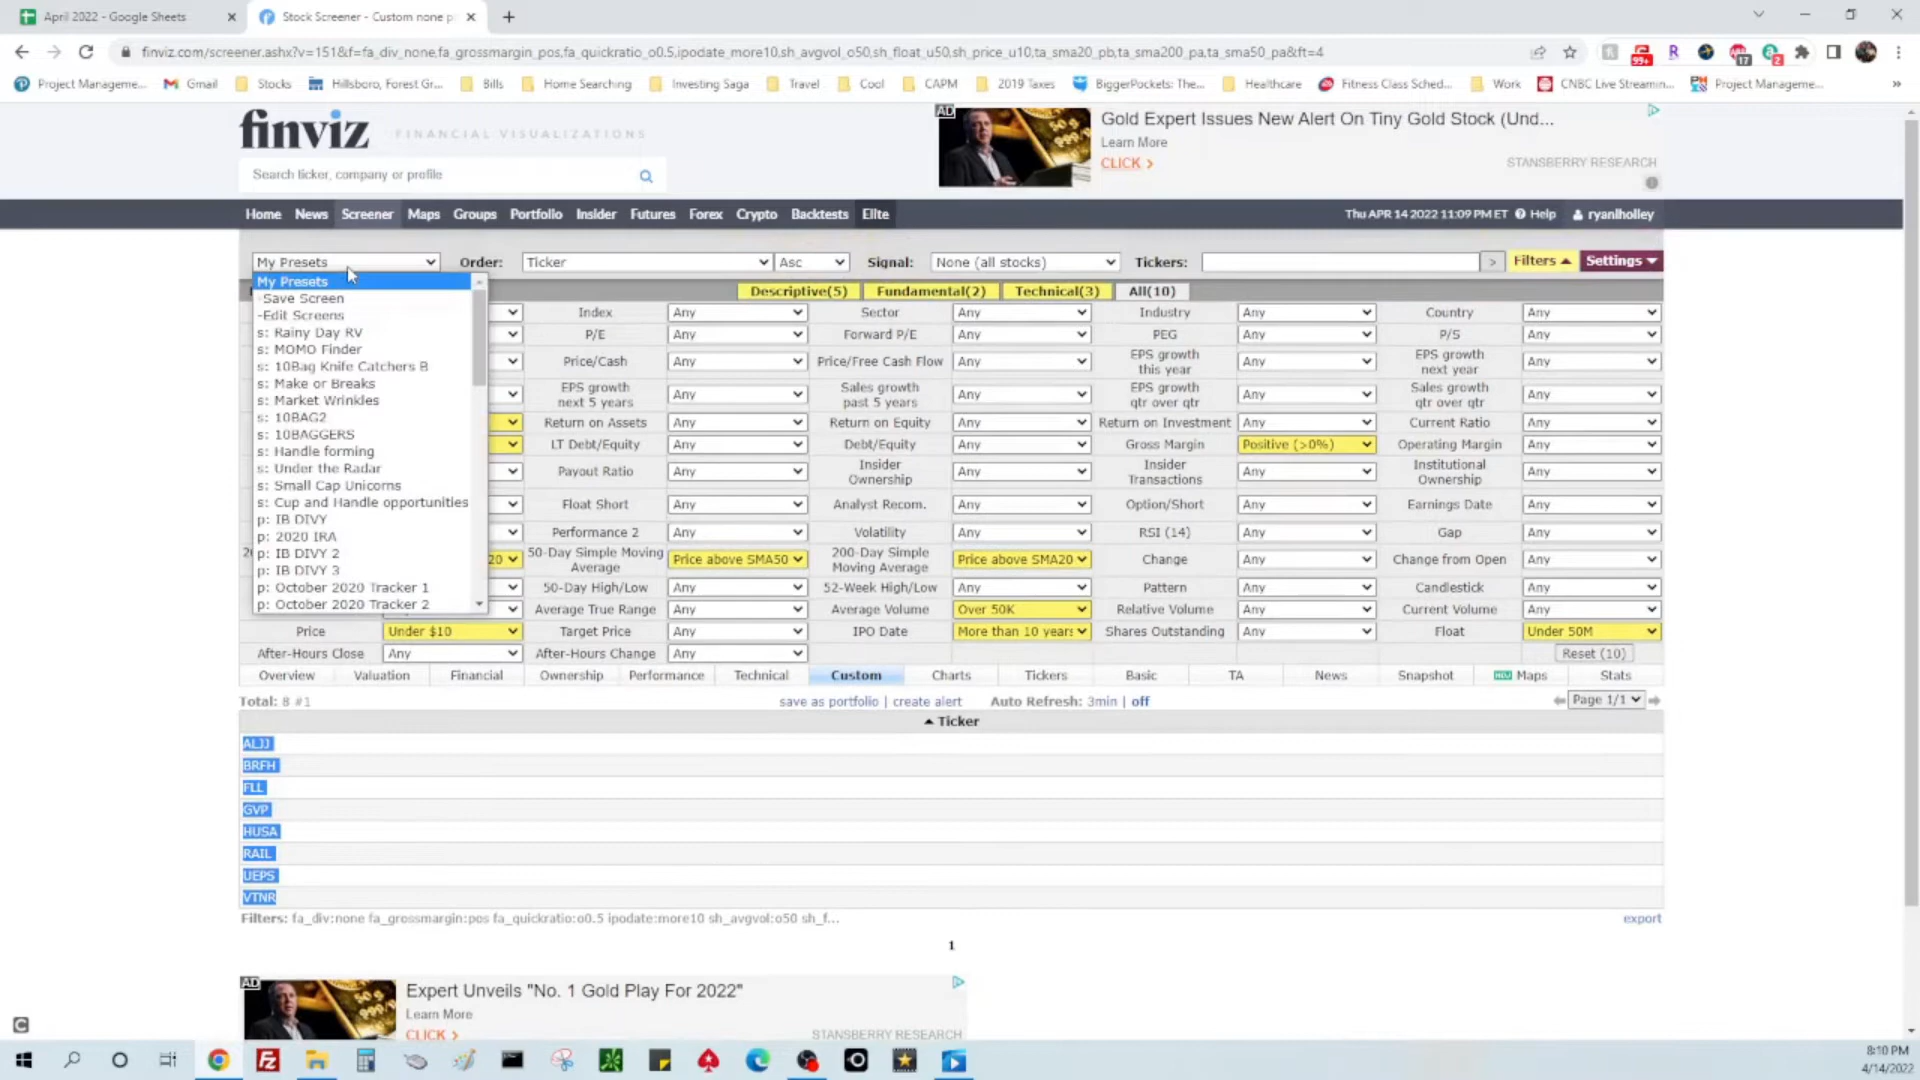 April 2022 - Google Sheets
Stock Screener - Custom none p
finviz.com/screener.ashx?v=151&f=fa_div_none,fa_grossmargin_pos,fa_quickratio_o0.5,ipodate_more10,sh_avgvol_o50,sh_float_u50,sh_price_u10,ta_sma20_pb,ta_sma200_pa,ta_sma50_pa&ft=4
99+ R 17 2
Project Manageme... Gmail Stocks Hillsboro, Forest Gr... Bills Home Searching Investing Saga Travel Cool CAPM 2019 Taxes BiggerPockets: The... Healthcare Fitness Class Sched... Work CNBC Live Streamin... Project Manageme... »
finviz FINANCIAL VISUALIZATIONS
Search ticker, company or profile
AD
Gold Expert Issues New Alert On Tiny Gold Stock (Und...
Learn More
CLICK >
STANSBERRY RESEARCH
Home News Screener Maps Groups Portfolio Insider Futures Forex Crypto Backtests Elite
Thu APR 14 2022 11:09 PM ET Help ryanlholley
My Presets Order: Ticker Asc Signal: None (all stocks) Tickers: > Filters Settings
Descriptive(5) Fundamental(2) Technical(3) All(10)
My Presets
-Save Screen
-Edit Screens
s: Rainy Day RV
s: MOMO Finder
s: 10Bag Knife Catchers B
s: Make or Breaks
s: Market Wrinkles
s: 10BAG2
s: 10BAGGERS
s: Handle forming
s: Under the Radar
s: Small Cap Unicorns
s: Cup and Handle opportunities
p: IB DIVY
p: 2020 IRA
p: IB DIVY 2
p: IB DIVY 3
p: October 2020 Tracker 1
p: October 2020 Tracker 2
Index Any Sector Any Industry Any Country Any
P/E Any Forward P/E Any PEG Any P/S Any
Price/Cash Any Price/Free Cash Flow Any EPS growth this year Any EPS growth next year Any
EPS growth next 5 years Any Sales growth past 5 years Any EPS growth qtr over qtr Any Sales growth qtr over qtr Any
Return on Assets Any Return on Equity Any Return on Investment Any Current Ratio Any
LT Debt/Equity Any Debt/Equity Any Gross Margin Positive (>0%) Operating Margin Any
Payout Ratio Any Insider Ownership Any Insider Transactions Any Institutional Ownership Any
Float Short Any Analyst Recom. Any Option/Short Any Earnings Date Any
Performance 2 Any Volatility Any RSI (14) Any Gap Any
20 50-Day Simple Moving Average Price above SMA50 200-Day Simple Moving Average Price above SMA20 Change Any Change from Open Any
50-Day High/Low Any 52-Week High/Low Any Pattern Any Candlestick Any
Average True Range Any Average Volume Over 50K Relative Volume Any Current Volume Any
Price Under $10 Target Price Any IPO Date More than 10 years Shares Outstanding Any Float Under 50M
After-Hours Close Any After-Hours Change Any Reset (10)
Overview Valuation Financial Ownership Performance Technical Custom Charts Tickers Basic TA News Snapshot NEW Maps Stats
Total: 8 #1 save as portfolio | create alert Auto Refresh: 3min | off Page 1/1
Ticker
ALJJ
BRFH
FLL
GVP
HUSA
RAIL
UEPS
VTNR
Filters: fa_div:none fa_grossmargin:pos fa_quickratio:o0.5 ipodate:more10 sh_avgvol:o50 sh_f... export
1
AD
Expert Unveils "No. 1 Gold Play For 2022"
Learn More
CLICK >
STANSBERRY RESEARCH
8:10 PM
4/14/2022